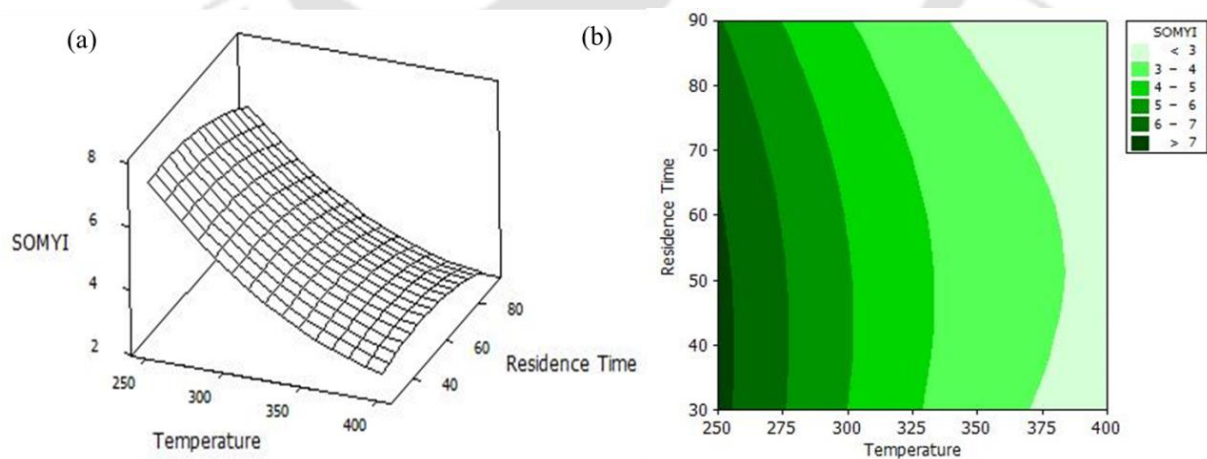 (a)
8
6
SOMYI
4
2
250
300
350
400
Temperature
40
60
80
Residence Time
(b)
90
80
70
60
50
40
30
Residence Time
250 275 300 325 350 375 400
Temperature
SOMYI
< 3
3 - 4
4 - 5
5 - 6
6 - 7
> 7